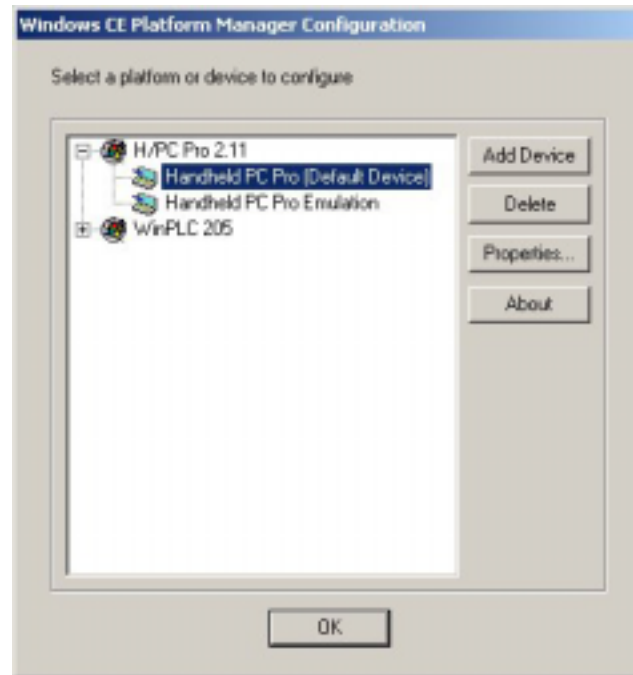 Windows CE Platform Manager Configuration
Select a platform or device to configure
H/PC Pro 2.11
Handheld PC Pro (Default Device)
Handheld PC Pro Emulation
WinPLC 205
Add Device
Delete
Properties...
About
OK